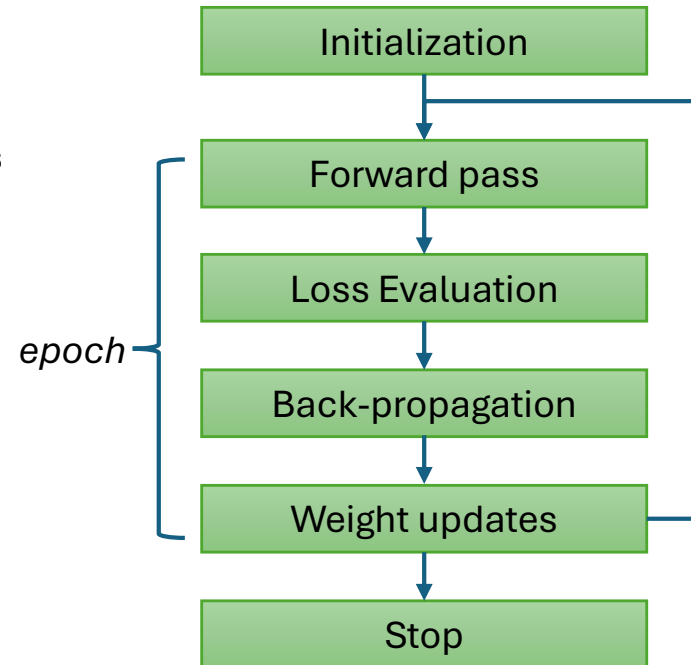 Initialization
Forward pass
Loss Evaluation
epoch
Back-propagation
Weight updates
Stop